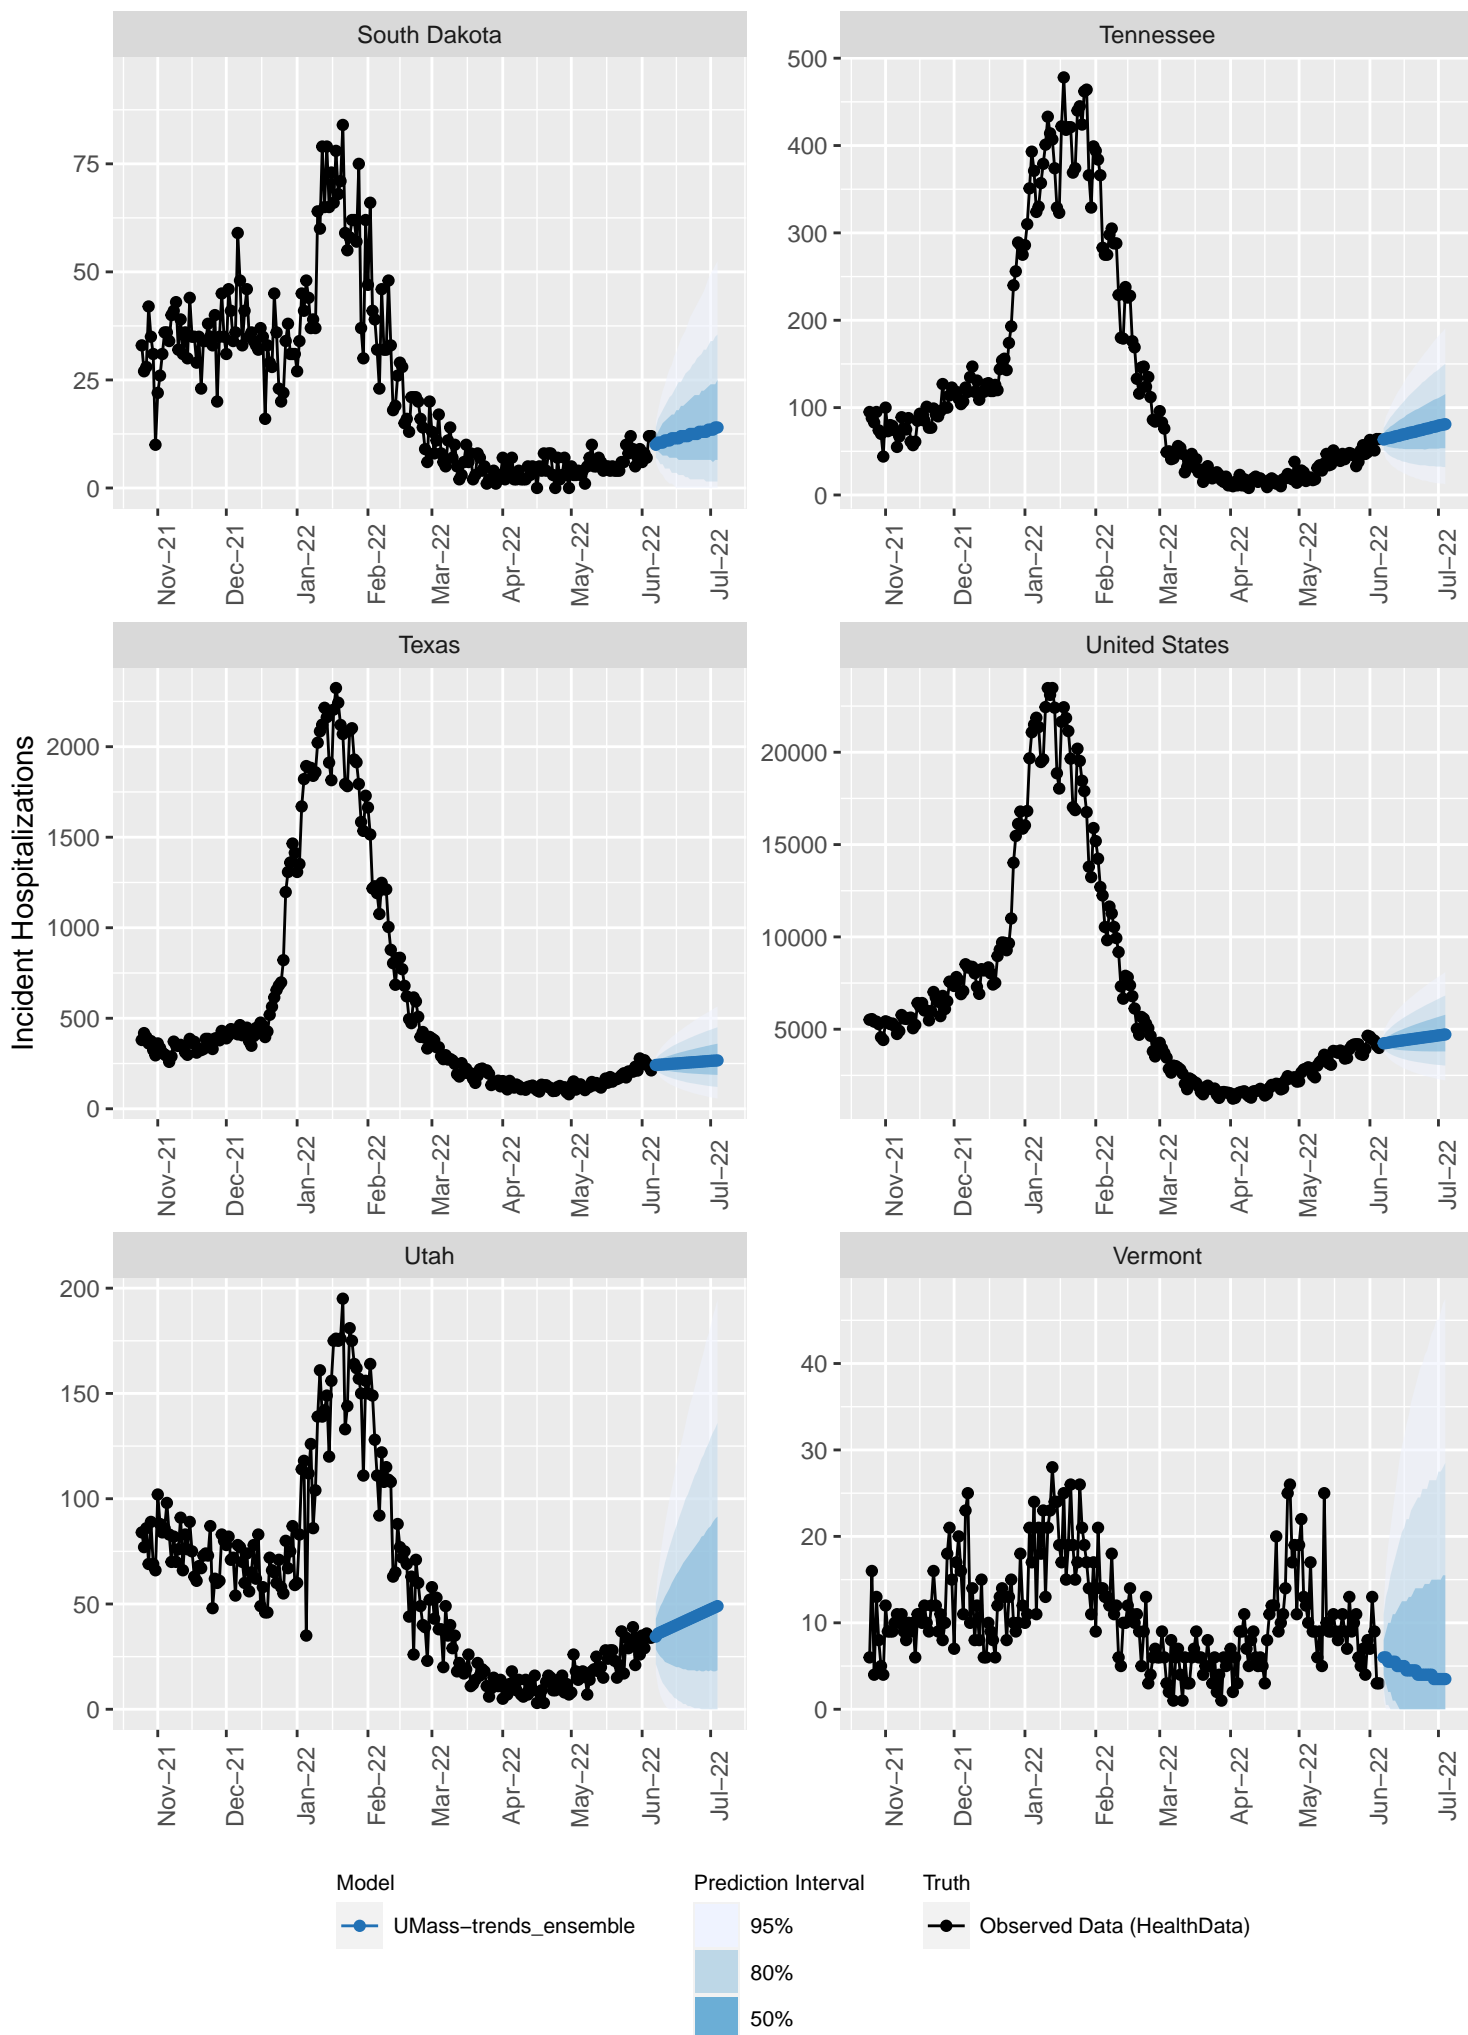 South Dakota
Tennessee
75
50
25
0
500
400
300
200
100
0
Nov−21
Dec−21
Jan−22
Feb−22
Mar−22
Apr−22
May−22
Jun−22
Jul−22
Nov−21
Dec−21
Jan−22
Feb−22
Mar−22
Apr−22
May−22
Jun−22
Jul−22
Texas
United States
Incident Hospitalizations
2000
1500
1000
500
0
20000
15000
10000
5000
Nov−21
Dec−21
Jan−22
Feb−22
Mar−22
Apr−22
May−22
Jun−22
Jul−22
Nov−21
Dec−21
Jan−22
Feb−22
Mar−22
Apr−22
May−22
Jun−22
Jul−22
Utah
Vermont
200
150
100
50
0
40
30
20
10
0
Nov−21
Dec−21
Jan−22
Feb−22
Mar−22
Apr−22
May−22
Jun−22
Jul−22
Nov−21
Dec−21
Jan−22
Feb−22
Mar−22
Apr−22
May−22
Jun−22
Jul−22
Model
UMass−trends_ensemble
Prediction Interval
95%
80%
50%
Truth
Observed Data (HealthData)